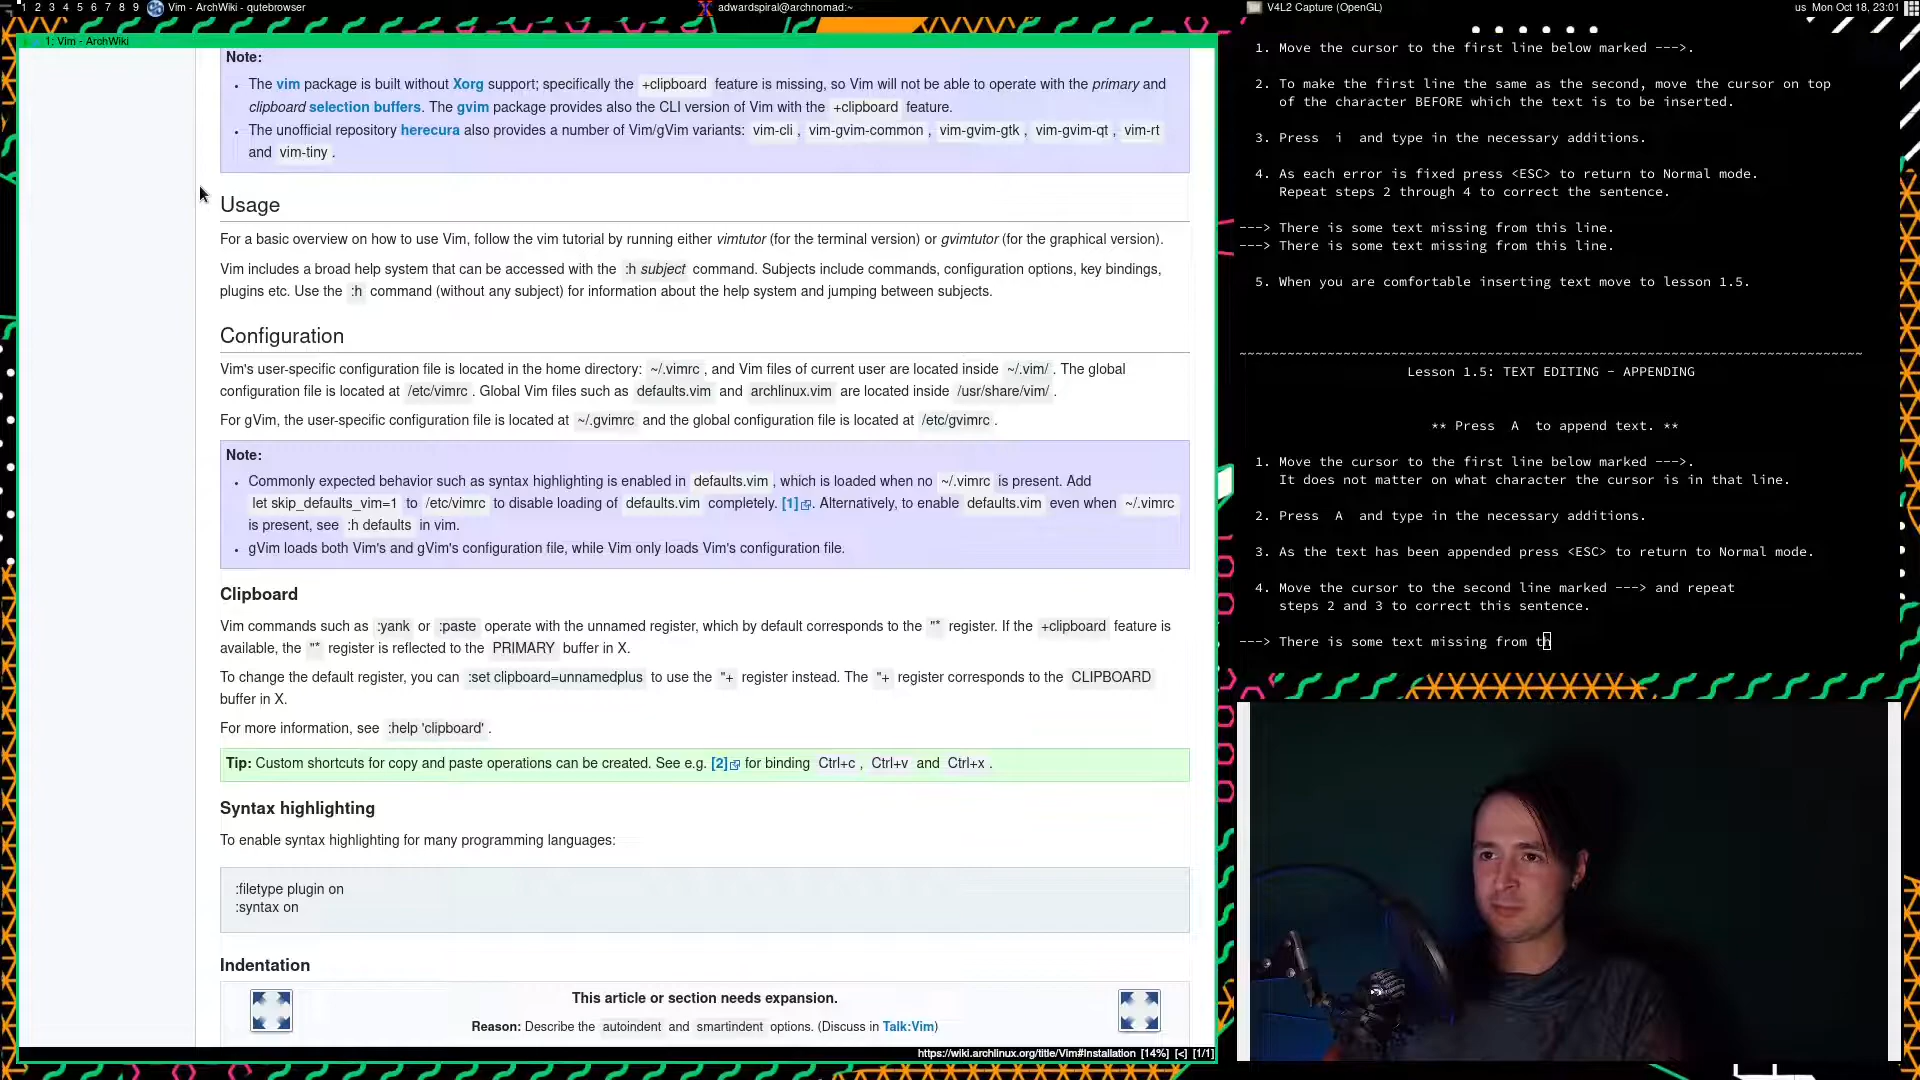 1 2 3 4 5 6 7 8 9 Vim - ArchWiki - qutebrowser
adwardspiral@archnomad:~
V4L2 Capture (OpenGL)
us Mon Oct 18, 23:01
1: Vim - ArchWiki
Note:
• The vim package is built without Xorg support; specifically the +clipboard feature is missing, so Vim will not be able to operate with the primary and
clipboard selection buffers. The gvim package provides also the CLI version of Vim with the +clipboard feature.
• The unofficial repository herecura also provides a number of Vim/gVim variants: vim-cli , vim-gvim-common , vim-gvim-gtk , vim-gvim-qt , vim-rt
and vim-tiny .
Usage
For a basic overview on how to use Vim, follow the vim tutorial by running either vimtutor (for the terminal version) or gvimtutor (for the graphical version).
Vim includes a broad help system that can be accessed with the :h subject command. Subjects include commands, configuration options, key bindings,
plugins etc. Use the :h command (without any subject) for information about the help system and jumping between subjects.
Configuration
Vim's user-specific configuration file is located in the home directory: ~/.vimrc , and Vim files of current user are located inside ~/.vim/ . The global
configuration file is located at /etc/vimrc . Global Vim files such as defaults.vim and archlinux.vim are located inside /usr/share/vim/ .
For gVim, the user-specific configuration file is located at ~/.gvimrc and the global configuration file is located at /etc/gvimrc .
Note:
• Commonly expected behavior such as syntax highlighting is enabled in defaults.vim , which is loaded when no ~/.vimrc is present. Add
let skip_defaults_vim=1 to /etc/vimrc to disable loading of defaults.vim completely. [1]. Alternatively, to enable defaults.vim even when ~/.vimrc
is present, see :h defaults in vim.
• gVim loads both Vim's and gVim's configuration file, while Vim only loads Vim's configuration file.
Clipboard
Vim commands such as :yank or :paste operate with the unnamed register, which by default corresponds to the "* register. If the +clipboard feature is
available, the "* register is reflected to the PRIMARY buffer in X.
To change the default register, you can :set clipboard=unnamedplus to use the "+ register instead. The "+ register corresponds to the CLIPBOARD
buffer in X.
For more information, see :help 'clipboard' .
Tip: Custom shortcuts for copy and paste operations can be created. See e.g. [2] for binding Ctrl+c , Ctrl+v and Ctrl+x .
Syntax highlighting
To enable syntax highlighting for many programming languages:
:filetype plugin on
:syntax on
Indentation
This article or section needs expansion.
Reason: Describe the autoindent and smartindent options. (Discuss in Talk:Vim)
https://wiki.archlinux.org/title/Vim#Installation [14%] [<] [1/1]
1. Move the cursor to the first line below marked --->.
2. To make the first line the same as the second, move the cursor on top
of the character BEFORE which the text is to be inserted.
3. Press i and type in the necessary additions.
4. As each error is fixed press <ESC> to return to Normal mode.
Repeat steps 2 through 4 to correct the sentence.
---> There is some text missing from this line.
---> There is some text missing from this line.
5. When you are comfortable inserting text move to lesson 1.5.
~~~~~~~~~~~~~~~~~~~~~~~~~~~~~~~~~~~~~~~~~~~~~~~~~~~~~~~~~~~~~~~~~~~~~~~~~~~~~~
Lesson 1.5: TEXT EDITING - APPENDING
** Press A to append text. **
1. Move the cursor to the first line below marked --->.
It does not matter on what character the cursor is in that line.
2. Press A and type in the necessary additions.
3. As the text has been appended press <ESC> to return to Normal mode.
4. Move the cursor to the second line marked ---> and repeat
steps 2 and 3 to correct this sentence.
---> There is some text missing from th